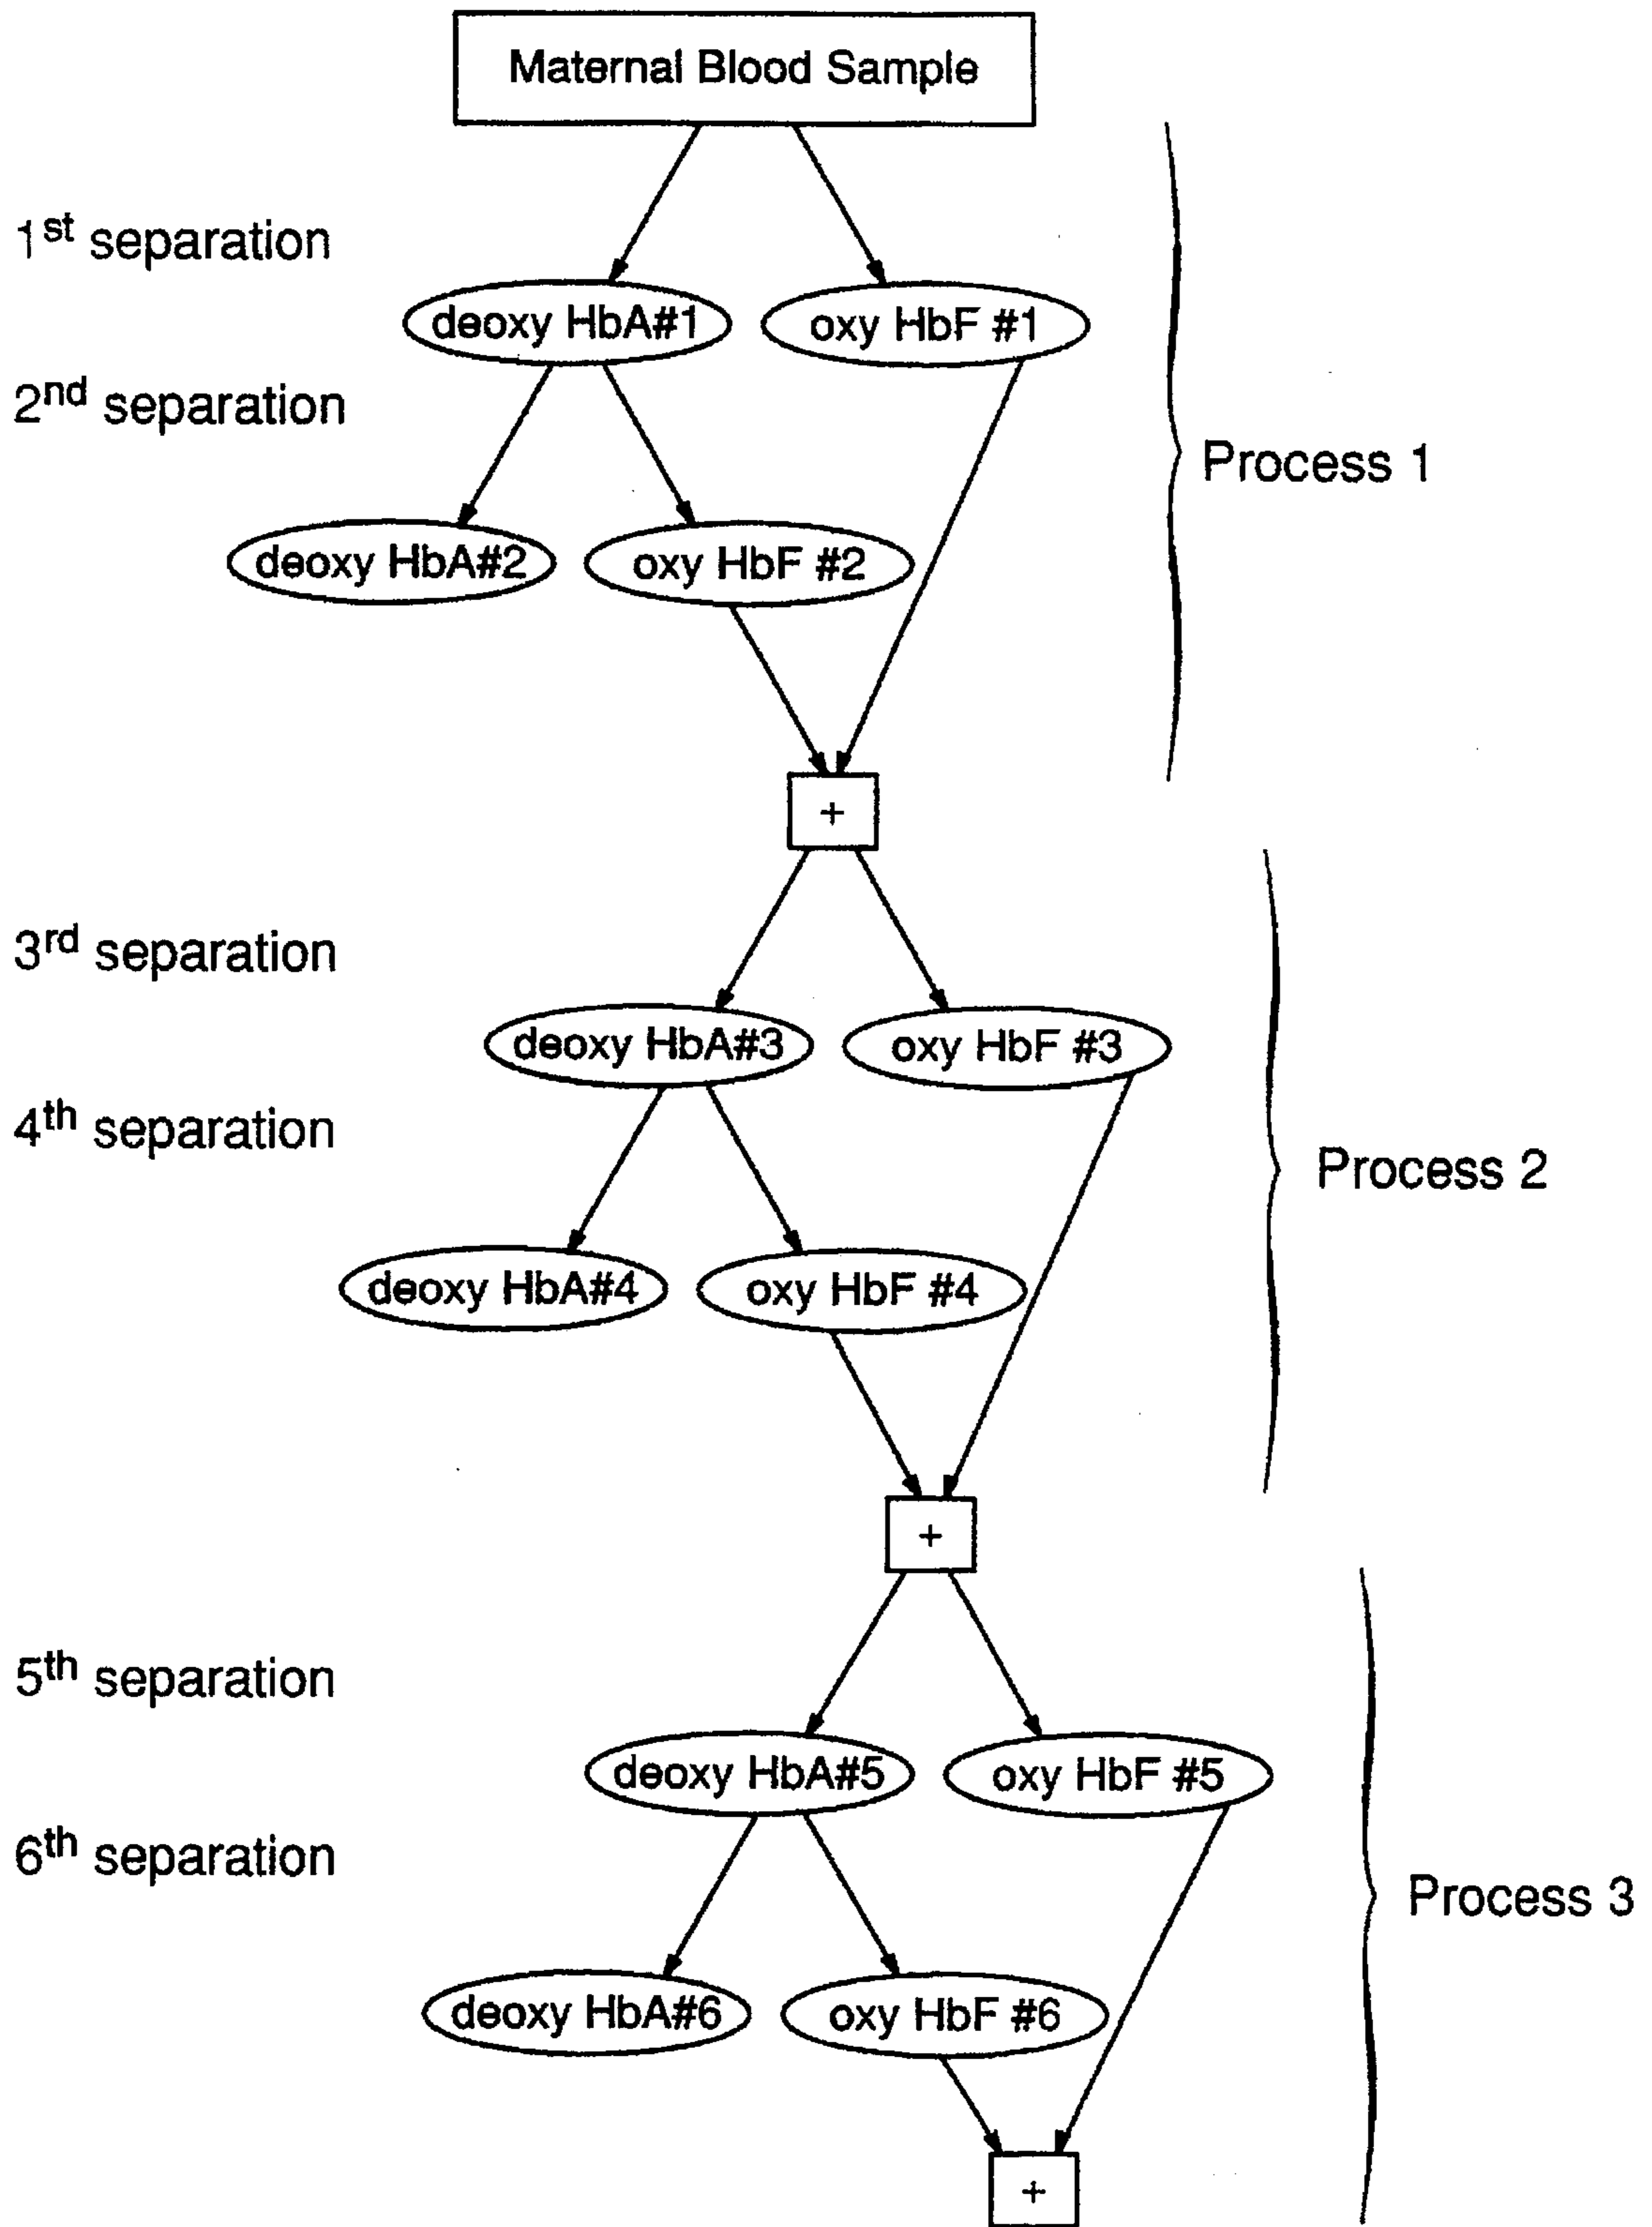 Maternal Blood Sample
1st separation
deoxy HbA#1
oxy HbF #1
2nd separation
Process 1
deoxy HbA#2
oxy HbF #2
+
3rd separation
deoxy HbA#3
oxy HbF #3
4th separation
Process 2
deoxy HbA#4
oxy HbF #4
+
5th separation
deoxy HbA#5
oxy HbF #5
6th separation
Process 3
deoxy HbA#6
oxy HbF #6
+